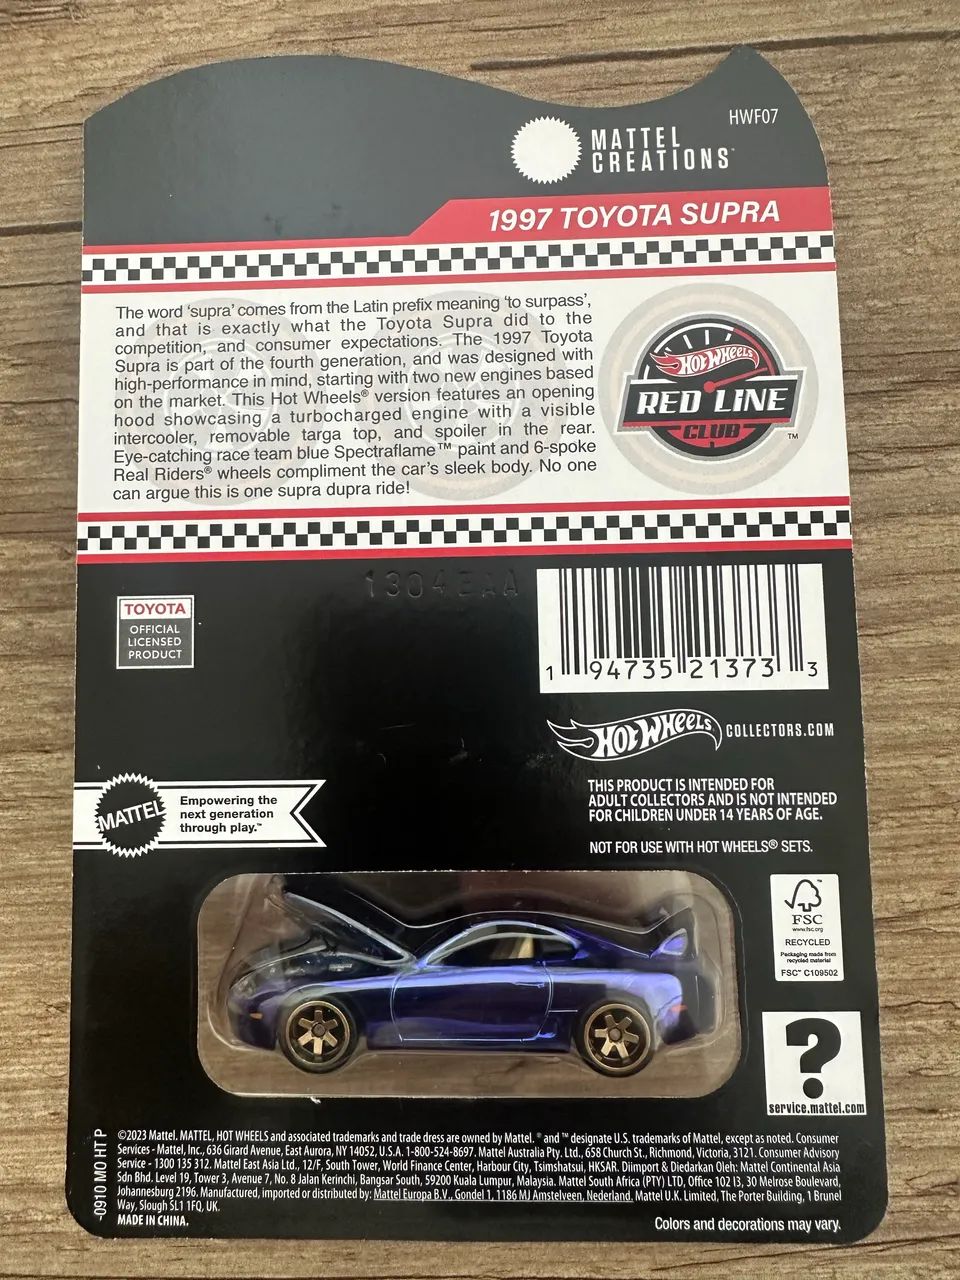 HWF07
MATTEL
CREATIONS™
1997 TOYOTA SUPRA
The word ‘supra’ comes from the Latin prefix meaning ‘to surpass’,
and that is exactly what the Toyota Supra did to the
competition, and consumer expectations. The 1997 Toyota
Supra is part of the fourth generation, and was designed with
high-performance in mind, starting with two new engines based
on the market. This Hot Wheels® version features an opening
hood showcasing a turbocharged engine with a visible
intercooler, removable targa top, and spoiler in the rear.
Eye-catching race team blue Spectraflame™ paint and 6-spoke
Real Riders® wheels compliment the car’s sleek body. No one
can argue this is one supra dupra ride!
HOT WHEELS
RED LINE
CLUB
™
TOYOTA
OFFICIAL
LICENSED
PRODUCT
1 94735 21373 3
HOT WHEELS COLLECTORS.COM
THIS PRODUCT IS INTENDED FOR
ADULT COLLECTORS AND IS NOT INTENDED
FOR CHILDREN UNDER 14 YEARS OF AGE.
NOT FOR USE WITH HOT WHEELS® SETS.
MATTEL
Empowering the
next generation
through play.™
FSC
www.fsc.org
RECYCLED
Packaging made from
recycled material
FSC™ C109502
?
service.mattel.com
-0910 MO HT P
©2023 Mattel. MATTEL, HOT WHEELS and associated trademarks and trade dress are owned by Mattel. ® and ™ designate U.S. trademarks of Mattel, except as noted. Consumer
Services - Mattel, Inc., 636 Girard Avenue, East Aurora, NY 14052, U.S.A. 1-800-524-8697. Mattel Australia Pty. Ltd., 658 Church St., Richmond, Victoria, 3121. Consumer Advisory
Service - 1300 135 312. Mattel East Asia Ltd., 12/F, South Tower, World Finance Center, Harbour City, Tsimshatsui, HKSAR. Diimport & Diedarkan Oleh: Mattel Continental Asia
Sdn Bhd. Level 19, Tower 3, Avenue 7, No. 8 Jalan Kerinchi, Bangsar South, 59200 Kuala Lumpur, Malaysia. Mattel South Africa (PTY) LTD, Office 102 I3, 30 Melrose Boulevard,
Johannesburg 2196. Manufactured, imported or distributed by: Mattel Europa B.V., Gondel 1, 1186 MJ Amstelveen, Nederland. Mattel U.K. Limited, The Porter Building, 1 Brunel
Way, Slough SL1 1FQ, UK.
MADE IN CHINA.
Colors and decorations may vary.